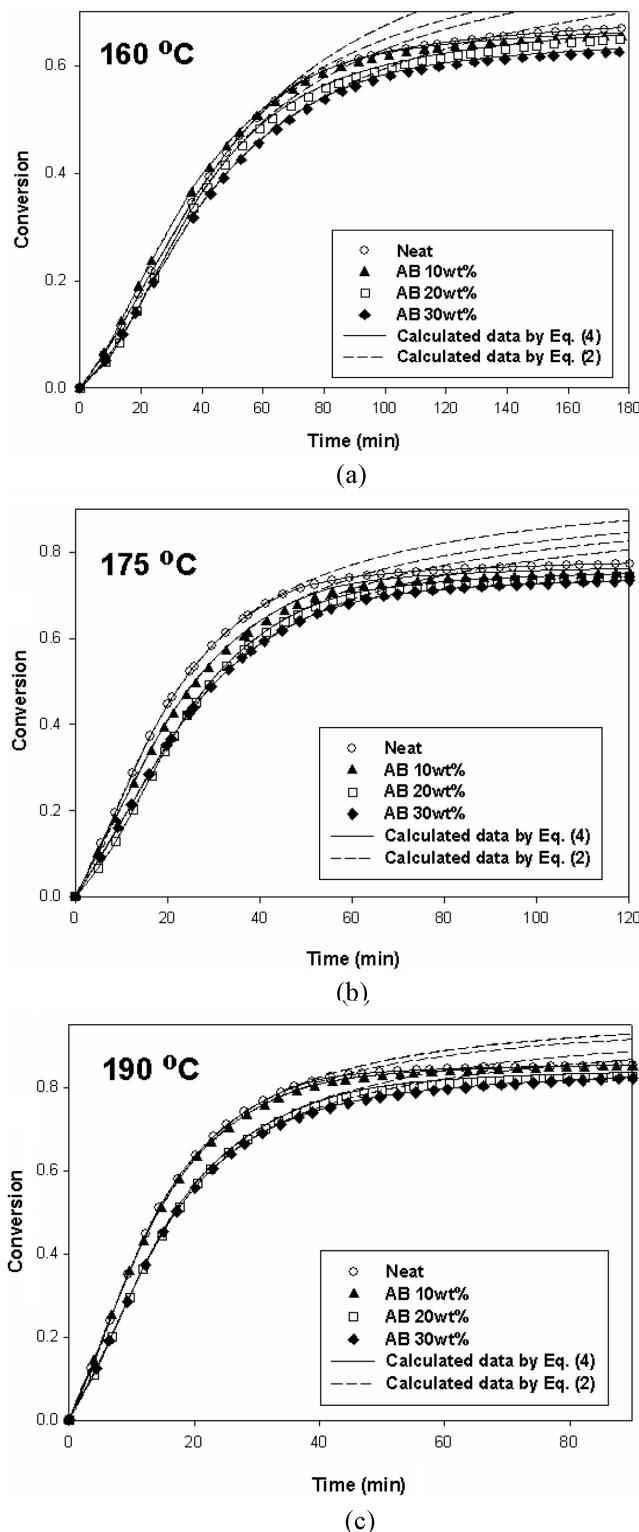 160 ⁰C
0.6
0.4
0.2
0.0
Conversion
Neat
AB 10wt%
AB 20wt%
AB 30wt%
Calculated data by Eq. (4)
Calculated data by Eq. (2)
0 20 40 60 80 100 120 140 160 180
Time (min)
(a)
175 ⁰C
0.8
0.6
0.4
0.2
0.0
Conversion
Neat
AB 10wt%
AB 20wt%
AB 30wt%
Calculated data by Eq. (4)
Calculated data by Eq. (2)
0 20 40 60 80 100 120
Time (min)
(b)
190 ⁰C
0.8
0.6
0.4
0.2
0.0
Conversion
Neat
AB 10wt%
AB 20wt%
AB 30wt%
Calculated data by Eq. (4)
Calculated data by Eq. (2)
0 20 40 60 80
Time (min)
(c)